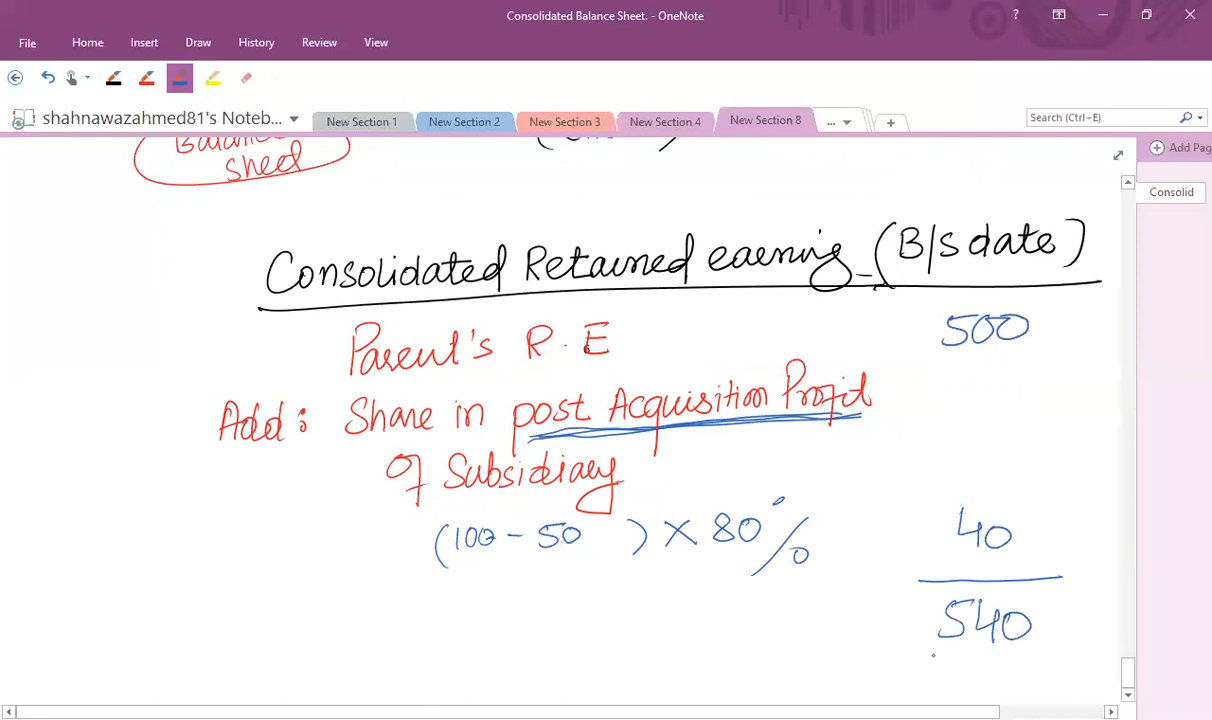 Consolidated Balance Sheet. - OneNote
?
File Home Insert Draw History Review View
shahnawazahmed81's Noteb... New Section 1 New Section 2 New Section 3 New Section 4 New Section 8 ... + Search (Ctrl+E)
Add Pag
Consolid
Balance
Sheet
Consolidated Retained earning - (B/S date)
Parent's R.E 500
Add: Share in post Acquisition Profit
Of Subsidiary
(100 - 50 ) × 80% 40
540